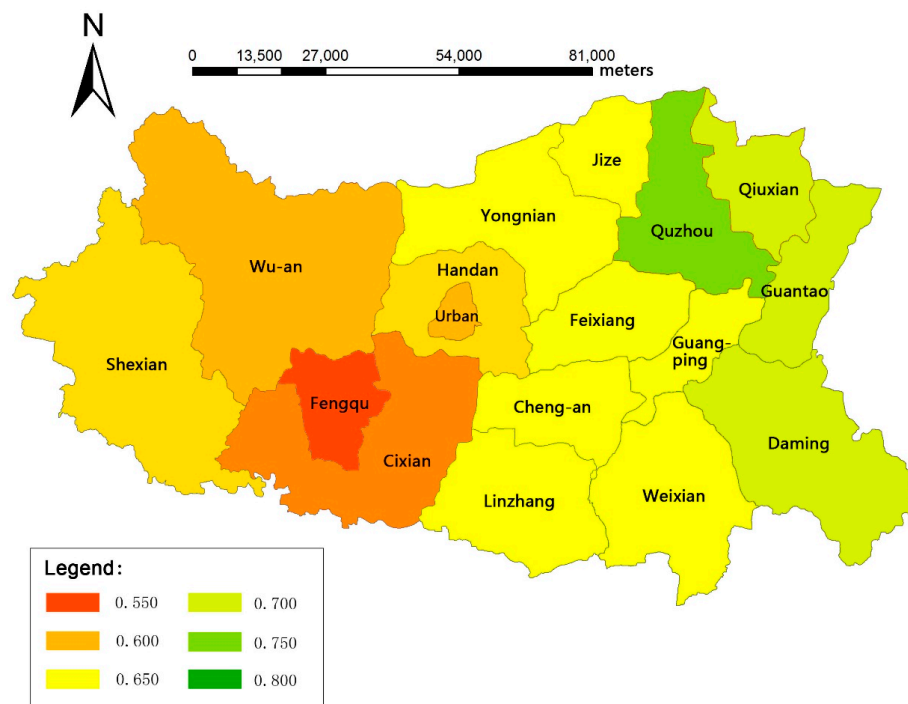 N
0 13,500 27,000 54,000 81,000
meters
Jize
Qiuxian
Yongnian
Quzhou
Wu-an
Handan
Guantao
Urban
Feixiang
Shexian
Guang-
ping
Fengqu
Cheng-an
Daming
Cixian
Linzhang
Weixian
Legend:
0.550 0.700
0.600 0.750
0.650 0.800